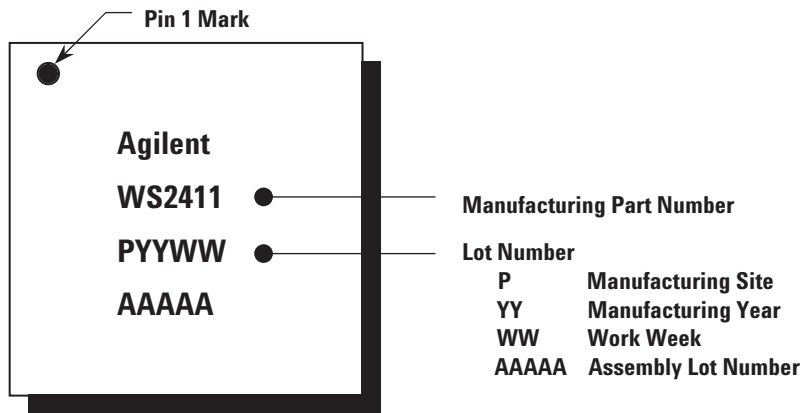 Pin 1 Mark
Agilent
WS2411
PYYWW
AAAAA
Manufacturing Part Number
Lot Number
P Manufacturing Site
YY Manufacturing Year
WW Work Week
AAAAA Assembly Lot Number